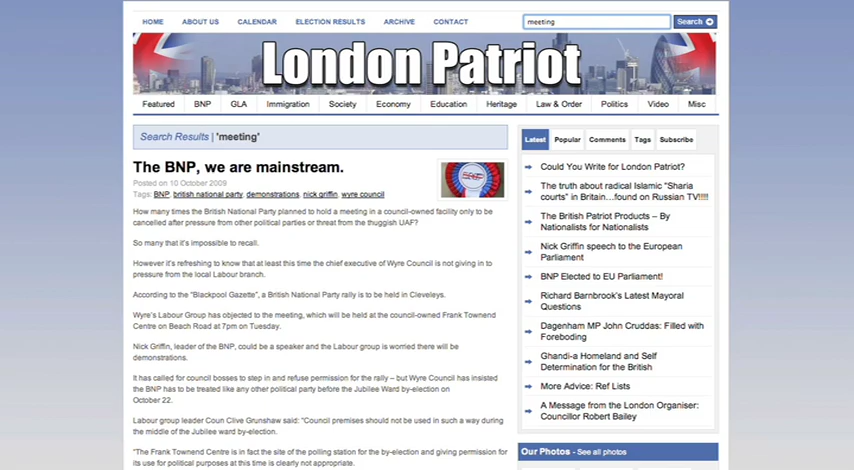 HOME ABOUT US CALENDAR ELECTION RESULTS ARCHIVE CONTACT
meeting
Search
London Patriot
Featured BNP GLA Immigration Society Economy Education Heritage Law & Order Politics Video Misc
Search Results | 'meeting'
The BNP, we are mainstream.
Posted on 10 October 2009
Tags: BNP, british national party, demonstrations, nick griffin, wyre council
How many times the British National Party planned to hold a meeting in a council-owned facility only to be
cancelled after pressure from other political parties or threat from the thuggish UAF?
So many that it's impossible to recall.
However it's refreshing to know that at least this time the chief executive of Wyre Council is not giving in to
pressure from the local Labour branch.
According to the "Blackpool Gazette", a British National Party rally is to be held in Cleveleys.
Wyre's Labour Group has objected to the meeting, which will be held at the council-owned Frank Townend
Centre on Beach Road at 7pm on Tuesday.
Nick Griffin, leader of the BNP, could be a speaker and the Labour group is worried there will be
demonstrations.
It has called for council bosses to step in and refuse permission for the rally – but Wyre Council has insisted
the BNP has to be treated like any other political party before the Jubilee Ward by-election on
October 22.
Labour group leader Coun Clive Grunshaw said: "Council premises should not be used in such a way during
the middle of the Jubilee ward by-election.
"The Frank Townend Centre is in fact the site of the polling station for the by-election and giving permission for
its use for political purposes at this time is clearly not appropriate.
Latest Popular Comments Tags Subscribe
Could You Write for London Patriot?
The truth about radical Islamic "Sharia
courts" in Britain…found on Russian TV!!!!
The British Patriot Products – By
Nationalists for Nationalists
Nick Griffin speech to the European
Parliament
BNP Elected to EU Parliament!
Richard Barnbrook's Latest Mayoral
Questions
Dagenham MP John Cruddas: Filled with
Foreboding
Ghandi-a Homeland and Self
Determination for the British
More Advice: Ref Lists
A Message from the London Organiser:
Councillor Robert Bailey
Our Photos - See all photos